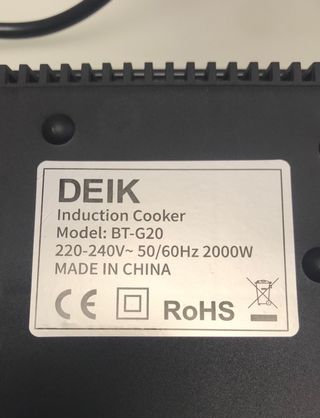 DEIK
Induction Cooker
Model: BT-G20
220-240V~ 50/60Hz 2000W
MADE IN CHINA
CE RoHS